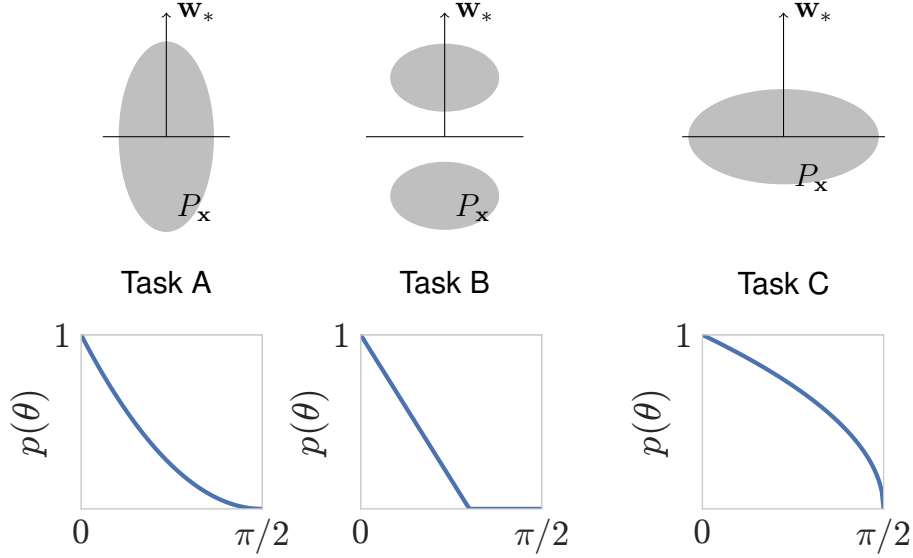 w∗ w∗ w∗
Px Px Px
Task A Task B Task C
1 1 1
p(θ) p(θ) p(θ)
0 π/2 0 π/2 0 π/2